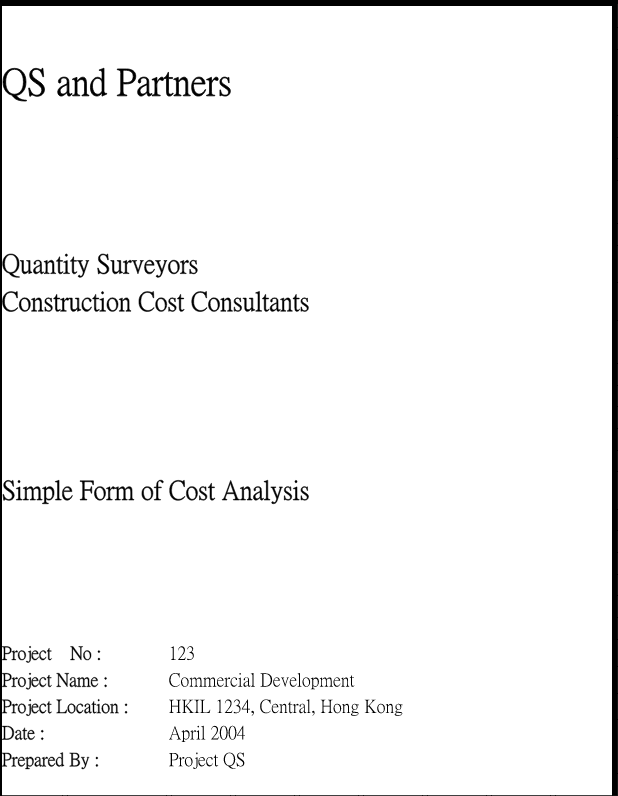 QS and Partners
Quantity Surveyors
Construction Cost Consultants
Simple Form of Cost Analysis
Project No : 123
Project Name : Commercial Development
Project Location : HKIL 1234, Central, Hong Kong
Date : April 2004
Prepared By : Project QS